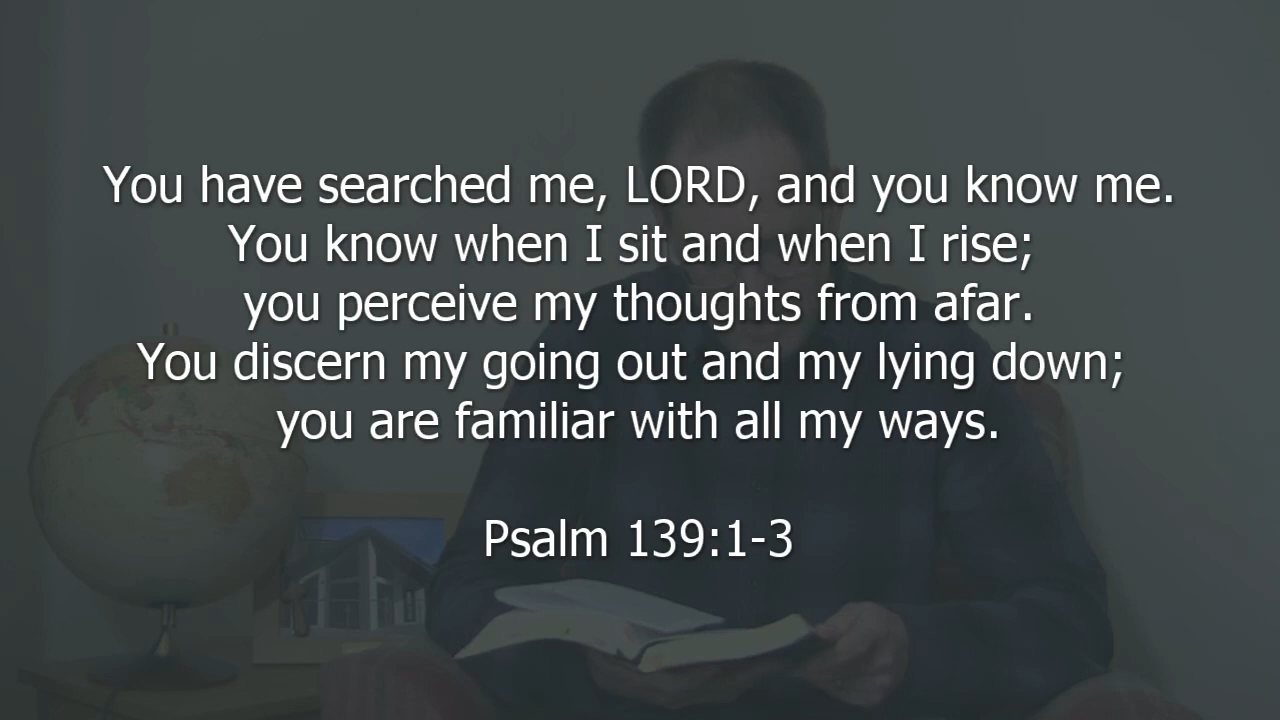 You have searched me, LORD, and you know me.
You know when I sit and when I rise;
you perceive my thoughts from afar.
You discern my going out and my lying down;
you are familiar with all my ways.
Psalm 139:1-3